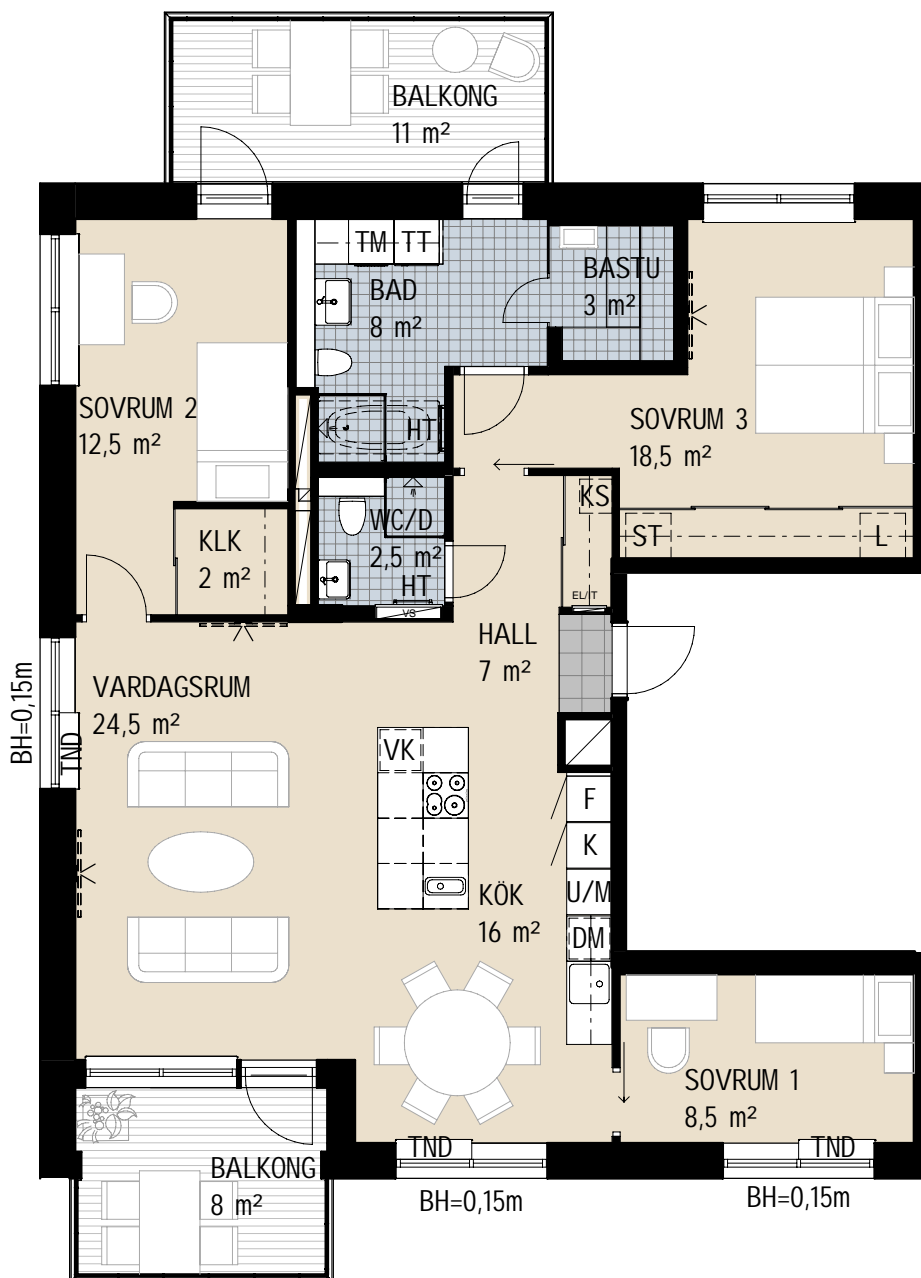 BALKONG
11 m²
TM
TT
BAD
8 m²
BASTU
3 m²
SOVRUM 2
12,5 m²
HT
SOVRUM 3
18,5 m²
KLK
2 m²
WC/D
2,5 m²
HT
VS
KS
ST
L
EL/IT
HALL
7 m²
VARDAGSRUM
24,5 m²
BH=0,15m
TND
VK
F
K
U/M
DM
KÖK
16 m²
SOVRUM 1
8,5 m²
BALKONG
8 m²
TND
BH=0,15m
TND
BH=0,15m